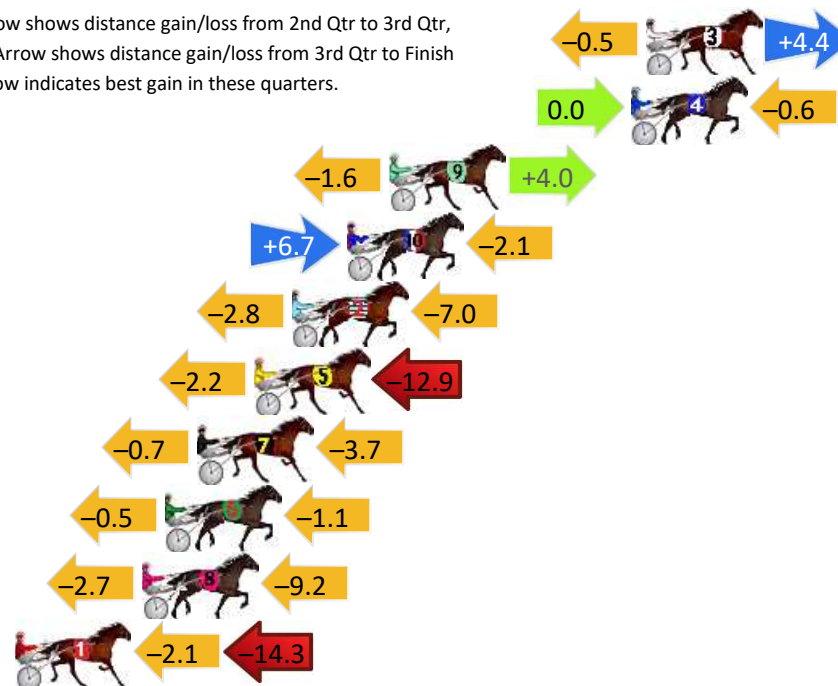 ow shows distance gain/loss from 2nd Qtr to 3rd Qtr,
Arrow shows distance gain/loss from 3rd Qtr to Finish
ow indicates best gain in these quarters.
–0.5 3 +4.4
0.0 4 –0.6
–1.6 9 +4.0
+6.7 10 –2.1
–2.8 2 –7.0
–2.2 5 –12.9
–0.7 7 –3.7
–0.5 6 –1.1
–2.7 8 –9.2
1 –2.1 –14.3